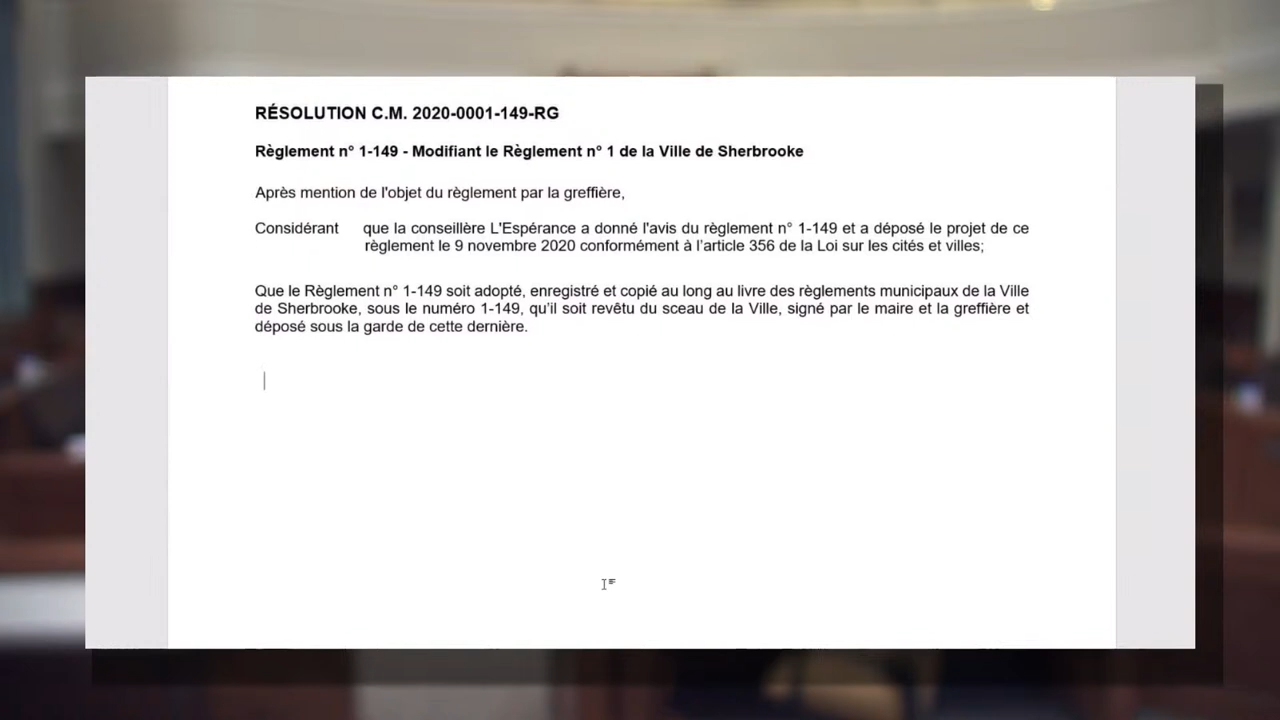 RÉSOLUTION C.M. 2020-0001-149-RG
Règlement n° 1-149 - Modifiant le Règlement n° 1 de la Ville de Sherbrooke
Après mention de l'objet du règlement par la greffière,
Considérant que la conseillère L'Espérance a donné l'avis du règlement n° 1-149 et a déposé le projet de ce
règlement le 9 novembre 2020 conformément à l’article 356 de la Loi sur les cités et villes;
Que le Règlement n° 1-149 soit adopté, enregistré et copié au long au livre des règlements municipaux de la Ville
de Sherbrooke, sous le numéro 1-149, qu’il soit revêtu du sceau de la Ville, signé par le maire et la greffière et
déposé sous la garde de cette dernière.